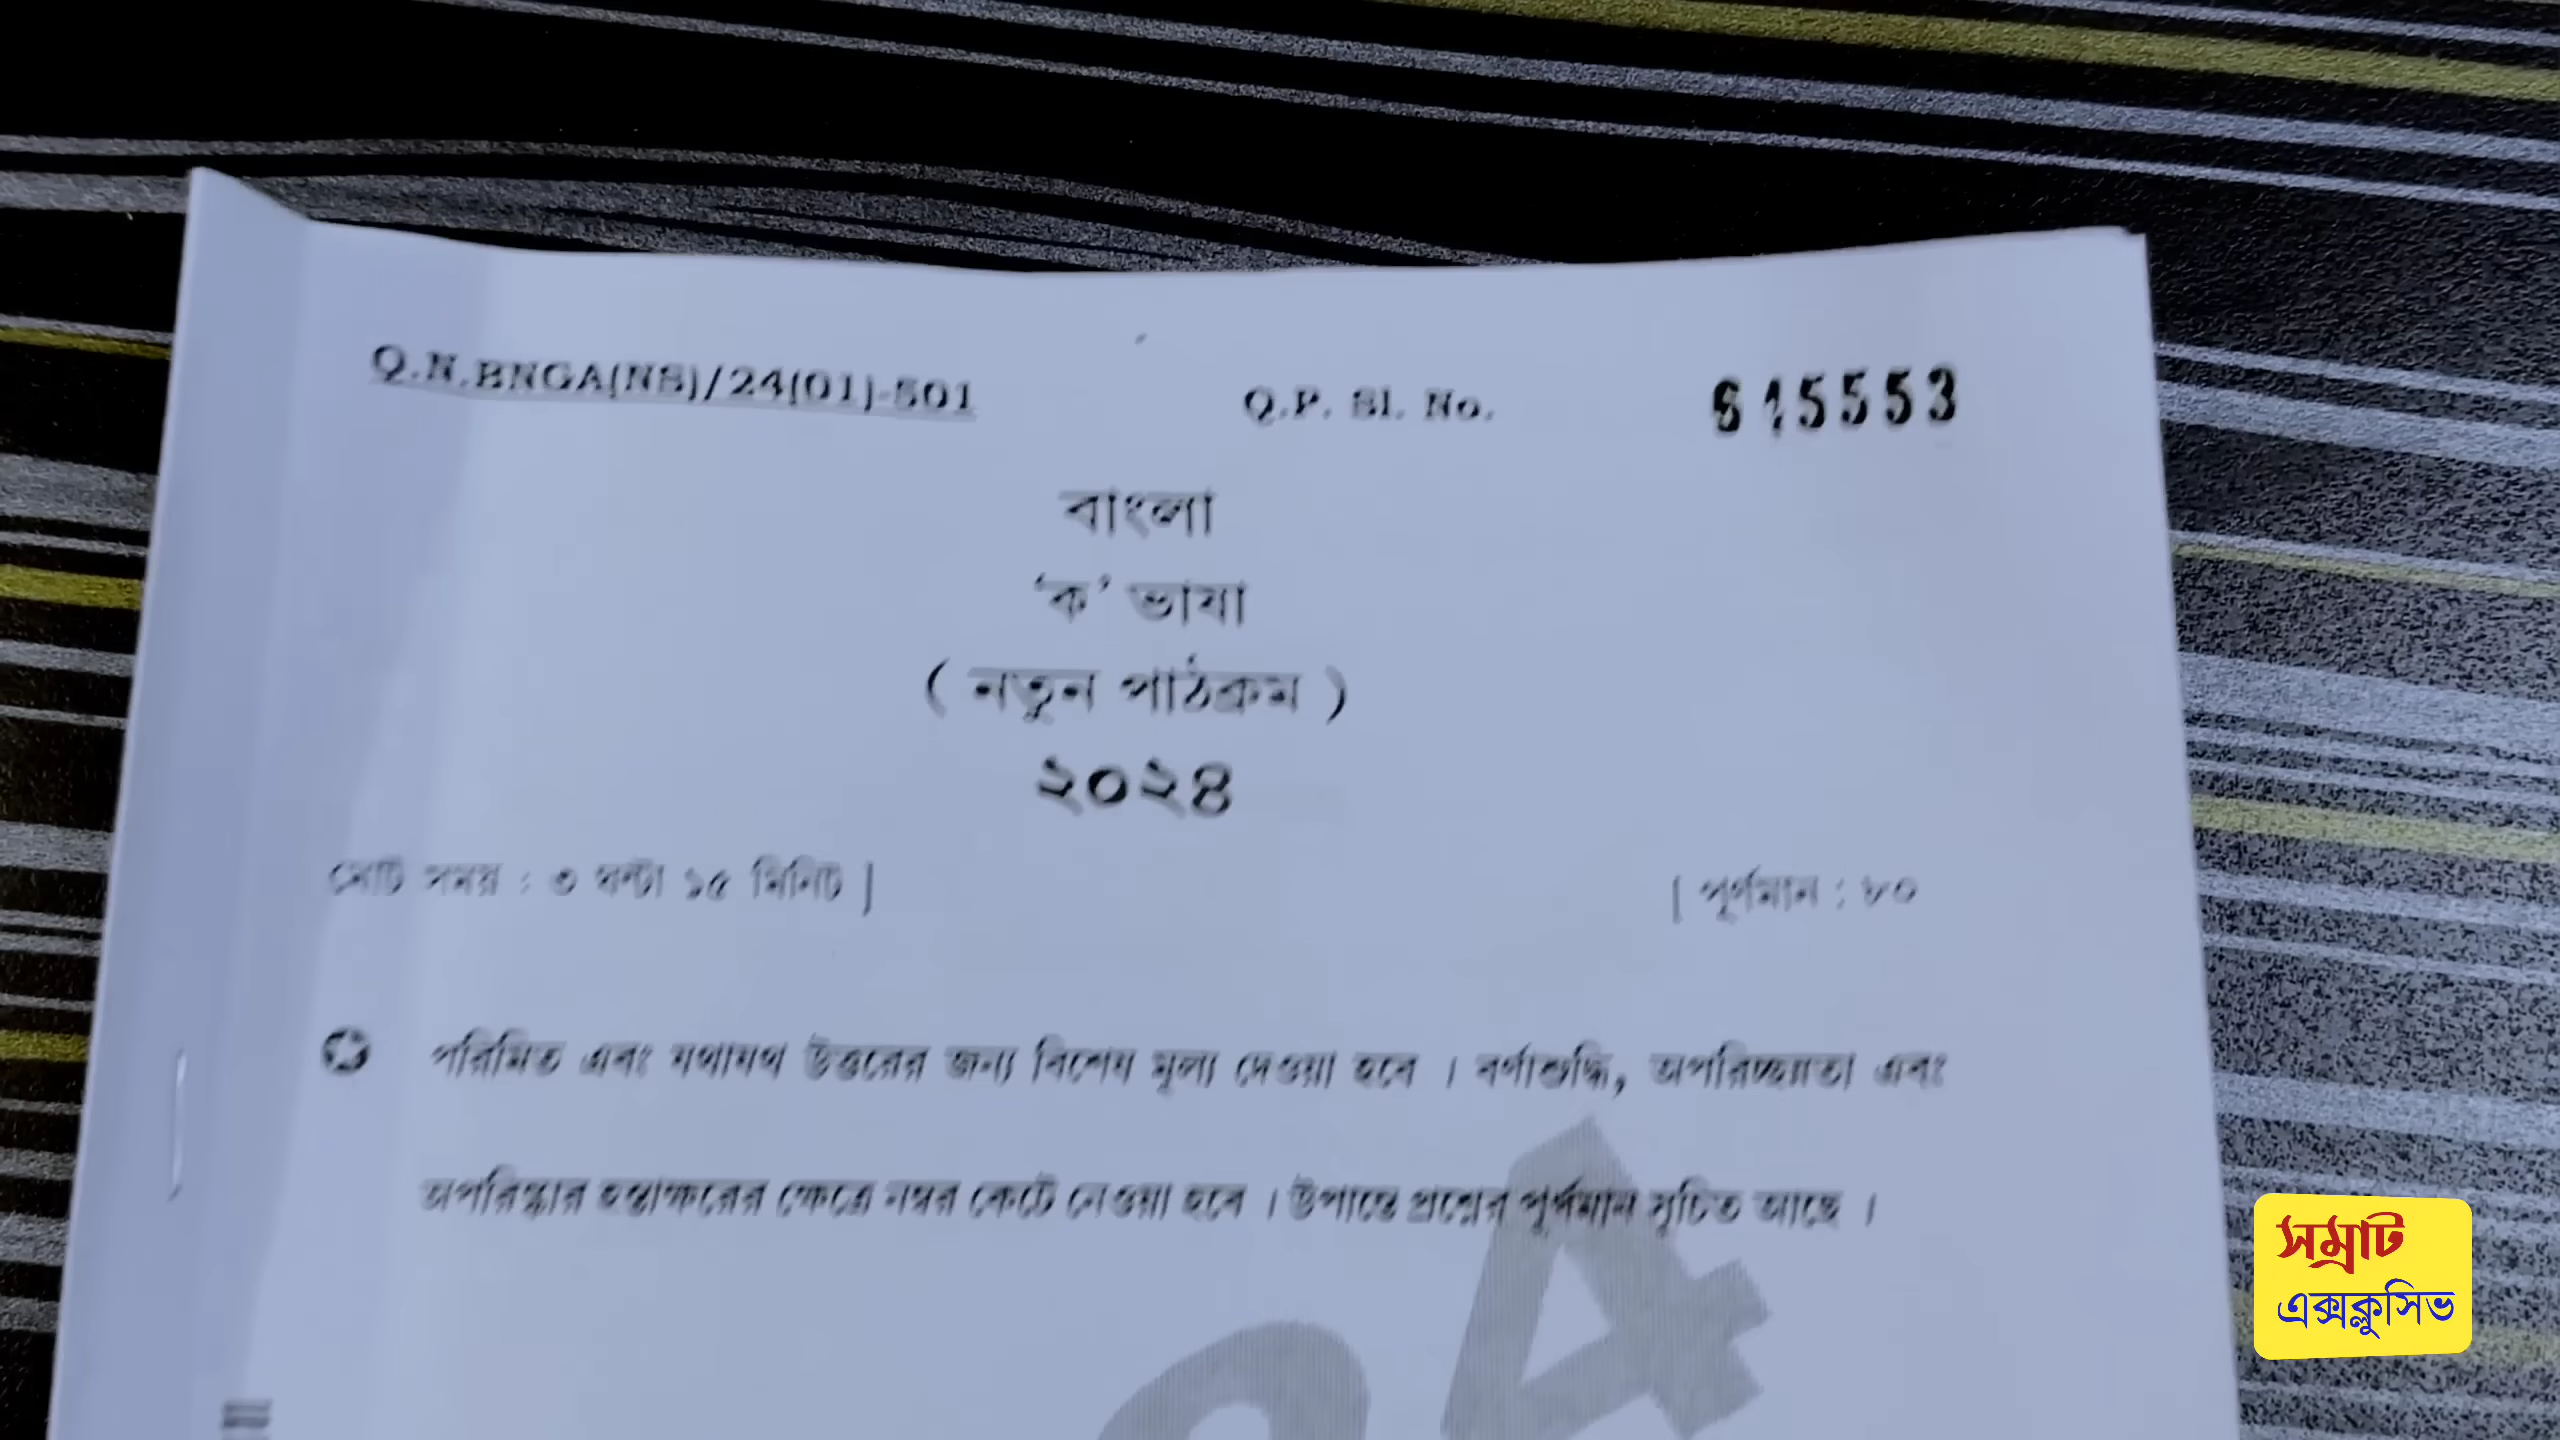 Q.N.BNGA(NS)/24(01)-501 Q.P. Sl. No. 615553
বাংলা
‘ক’ ভাষা
( নতুন পাঠক্রম )
২০২৪
মোট সময় : ৩ ঘন্টা ১৫ মিনিট ] [ পূর্ণমান : ৮০
✪ পরিমিত এবং যথাযথ উত্তরের জন্য বিশেষ মূল্য দেওয়া হবে । বর্ণাশুদ্ধি, অপরিচ্ছন্নতা এবং
অপরিষ্কার হস্তাক্ষরের ক্ষেত্রে নম্বর কেটে নেওয়া হবে । উপান্তে প্রশ্নের পূর্ণমান সূচিত আছে ।
সম্রাট
এক্সক্লুসিভ